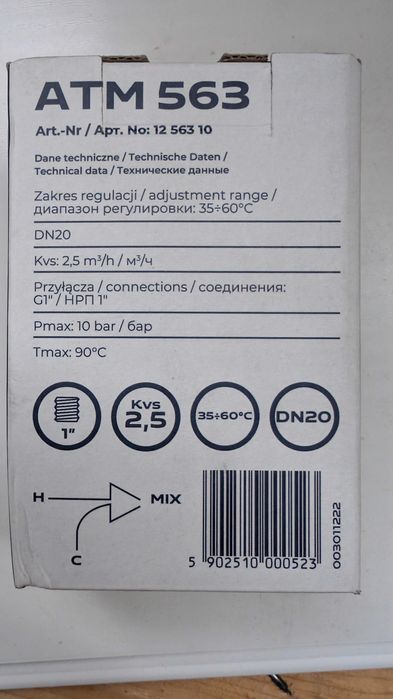 ATM 563
Art.-Nr / Арт. No: 12 563 10
Dane techniczne / Technische Daten /
Technical data / Технические данные
Zakres regulacji / adjustment range /
диапазон регулировки: 35÷60°C
DN20
Kvs: 2,5 m³/h / м³/ч
Przyłącza / connections / соединения:
G1" / НРП 1"
Pmax: 10 bar / бар
Tmax: 90°C
1"
Kvs
2,5
35÷60°C
DN20
H
MIX
C
5 902510 000523
003011222